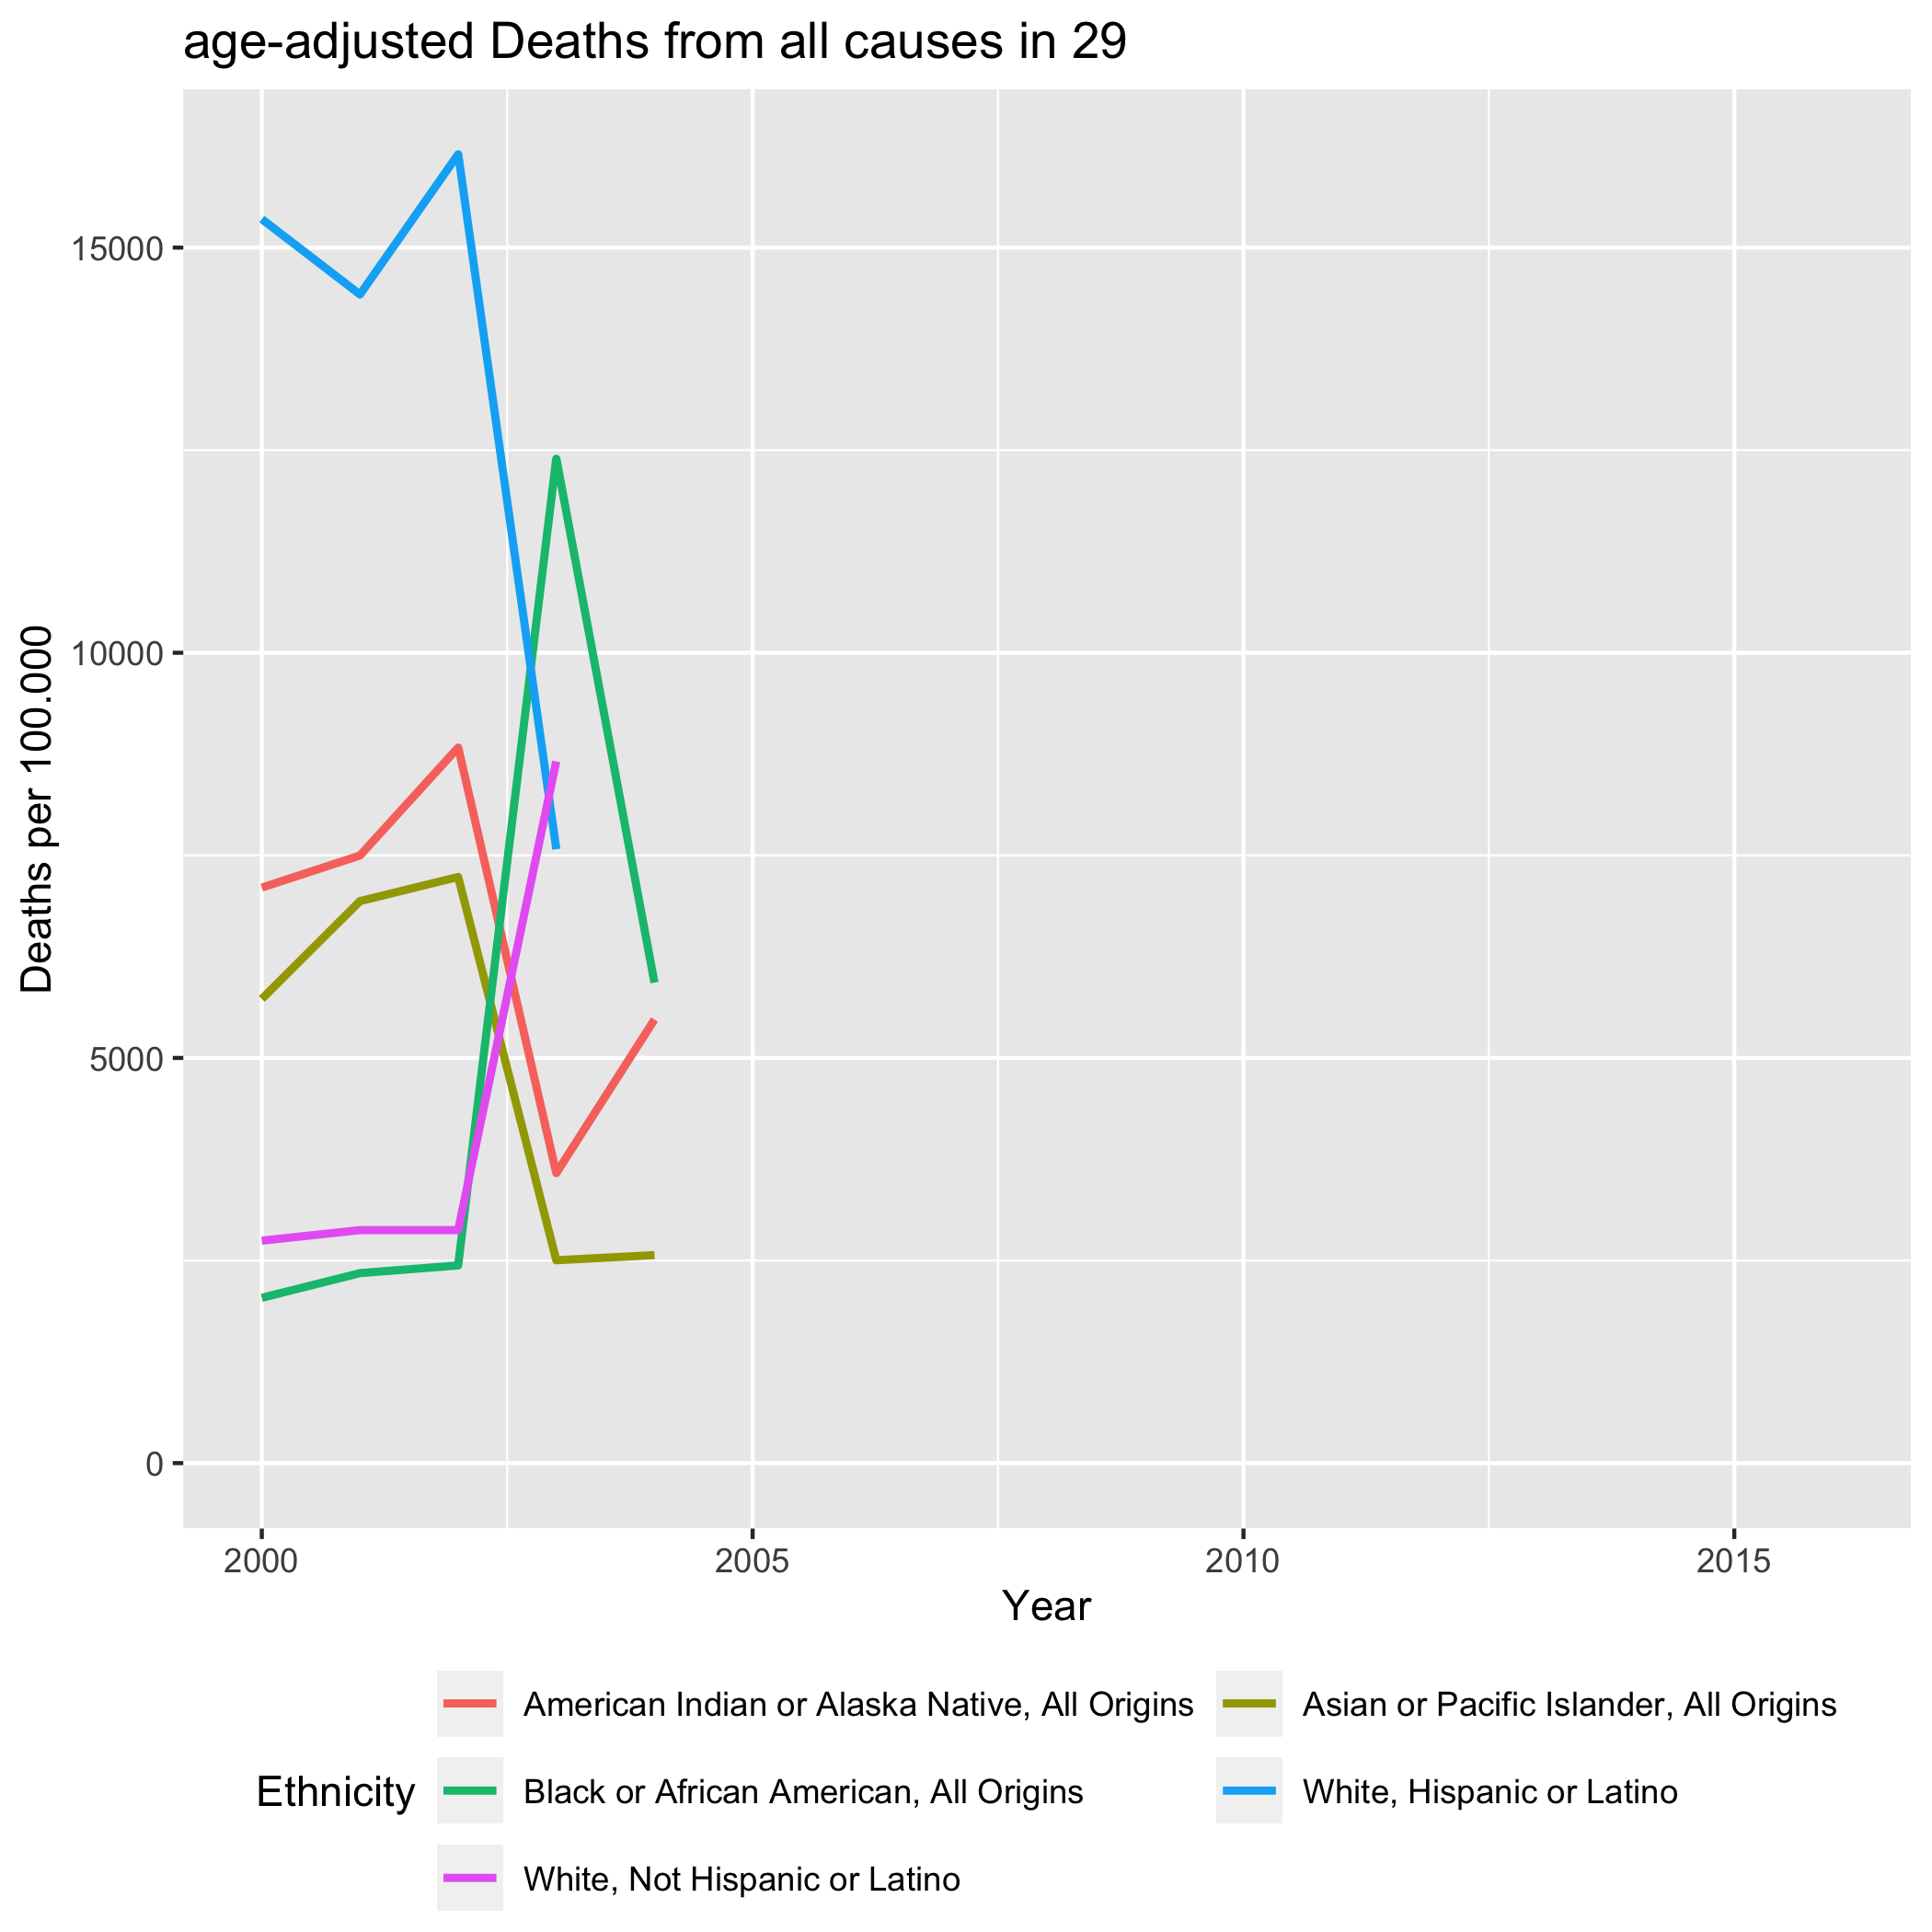 age-adjusted Deaths from all causes in 29
Deaths per 100.000
15000
10000
5000
0
2000 2005 2010 2015
Year
Ethnicity
American Indian or Alaska Native, All Origins
Asian or Pacific Islander, All Origins
Black or African American, All Origins
White, Hispanic or Latino
White, Not Hispanic or Latino